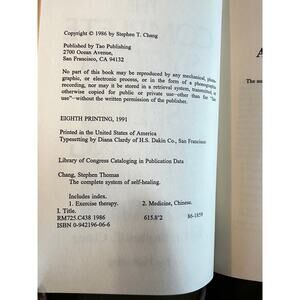 Copyright © 1986 by Stephen T. Chang
Published by Tao Publishing
2700 Ocean Avenue,
San Francisco, CA 94132
No part of this book may be reproduced by any mechanical, photo-
graphic, or electronic process, or in the form of a phonographic
recording, nor may it be stored in a retrieval system, transmitted, or
otherwise copied for public or private use—other than for "fair
use"—without the written permission of the publisher.
EIGHTH PRINTING, 1991
Printed in the United States of America
Typesetting by Diana Clardy of H.S. Dakin Co., San Francisco
Library of Congress Cataloging in Publication Data
Chang, Stephen Thomas
The complete system of self-healing.
Includes index.
1. Exercise therapy. 2. Medicine, Chinese.
I. Title.
RM725.C438 1986 615.8'2 86-1859
ISBN 0-942196-06-6
A
The au